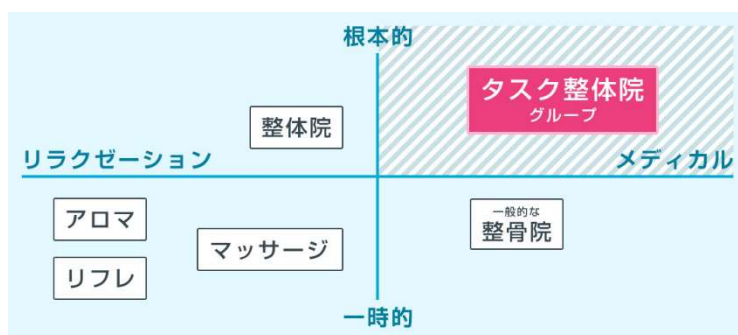 根本的
タスク整体院
グループ
整体院
リラクゼーション
メディカル
アロマ
一般的な
整骨院
マッサージ
リフレ
一時的